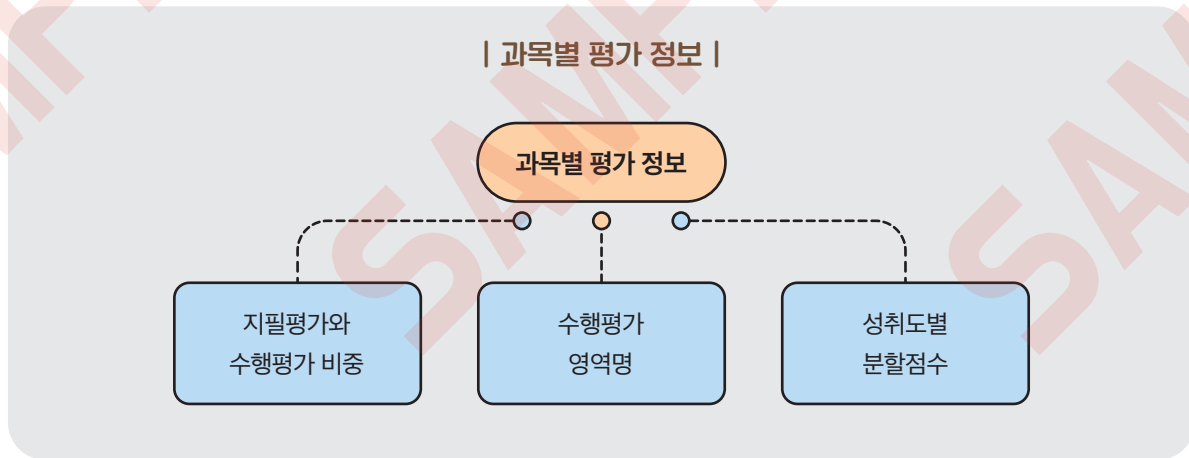 | 과목별 평가 정보 |
과목별 평가 정보
지필평가와
수행평가 비중
수행평가
영역명
성취도별
분할점수
SAMPLE